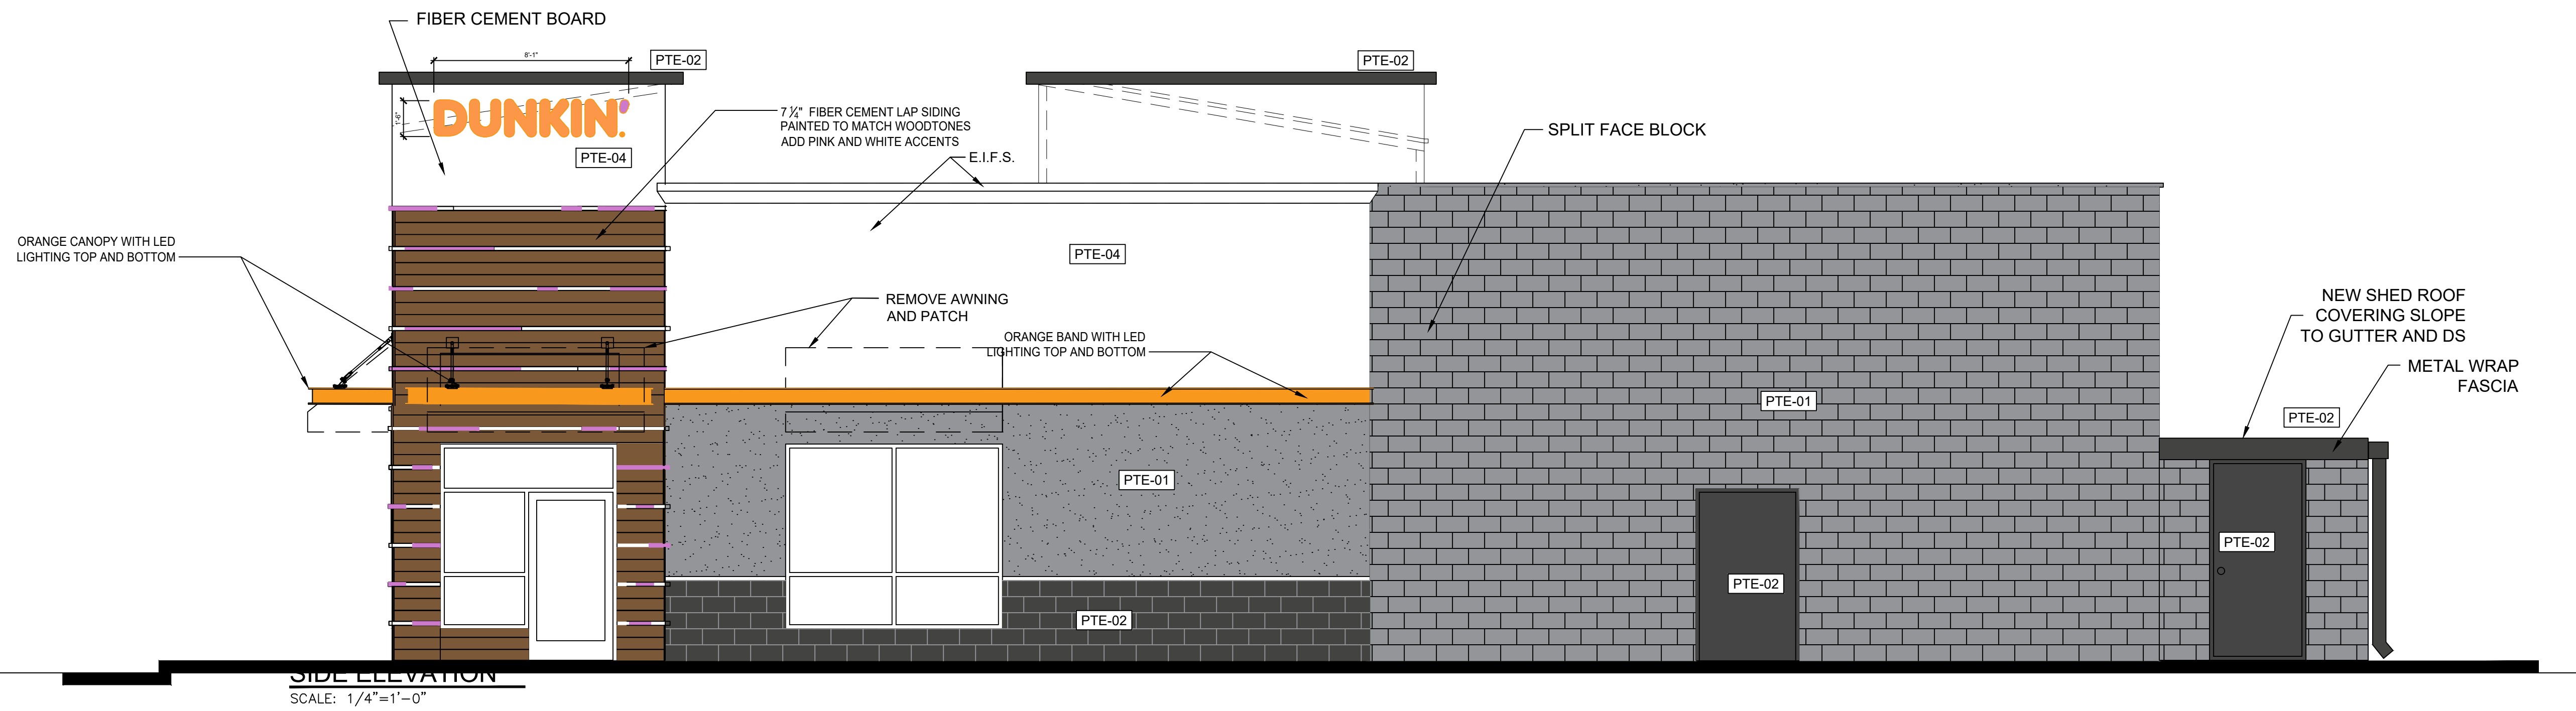 FIBER CEMENT BOARD
8'-1"
PTE-02
PTE-02
1'-6"
DUNKIN'
7 ¼" FIBER CEMENT LAP SIDING
PAINTED TO MATCH WOODTONES
ADD PINK AND WHITE ACCENTS
SPLIT FACE BLOCK
PTE-04
E.I.F.S.
ORANGE CANOPY WITH LED
LIGHTING TOP AND BOTTOM
PTE-04
REMOVE AWNING
AND PATCH
NEW SHED ROOF
COVERING SLOPE
TO GUTTER AND DS
ORANGE BAND WITH LED
LIGHTING TOP AND BOTTOM
METAL WRAP
FASCIA
PTE-01
PTE-02
PTE-01
PTE-02
PTE-02
PTE-02
SIDE ELEVATION
SCALE: 1/4"=1'-0"